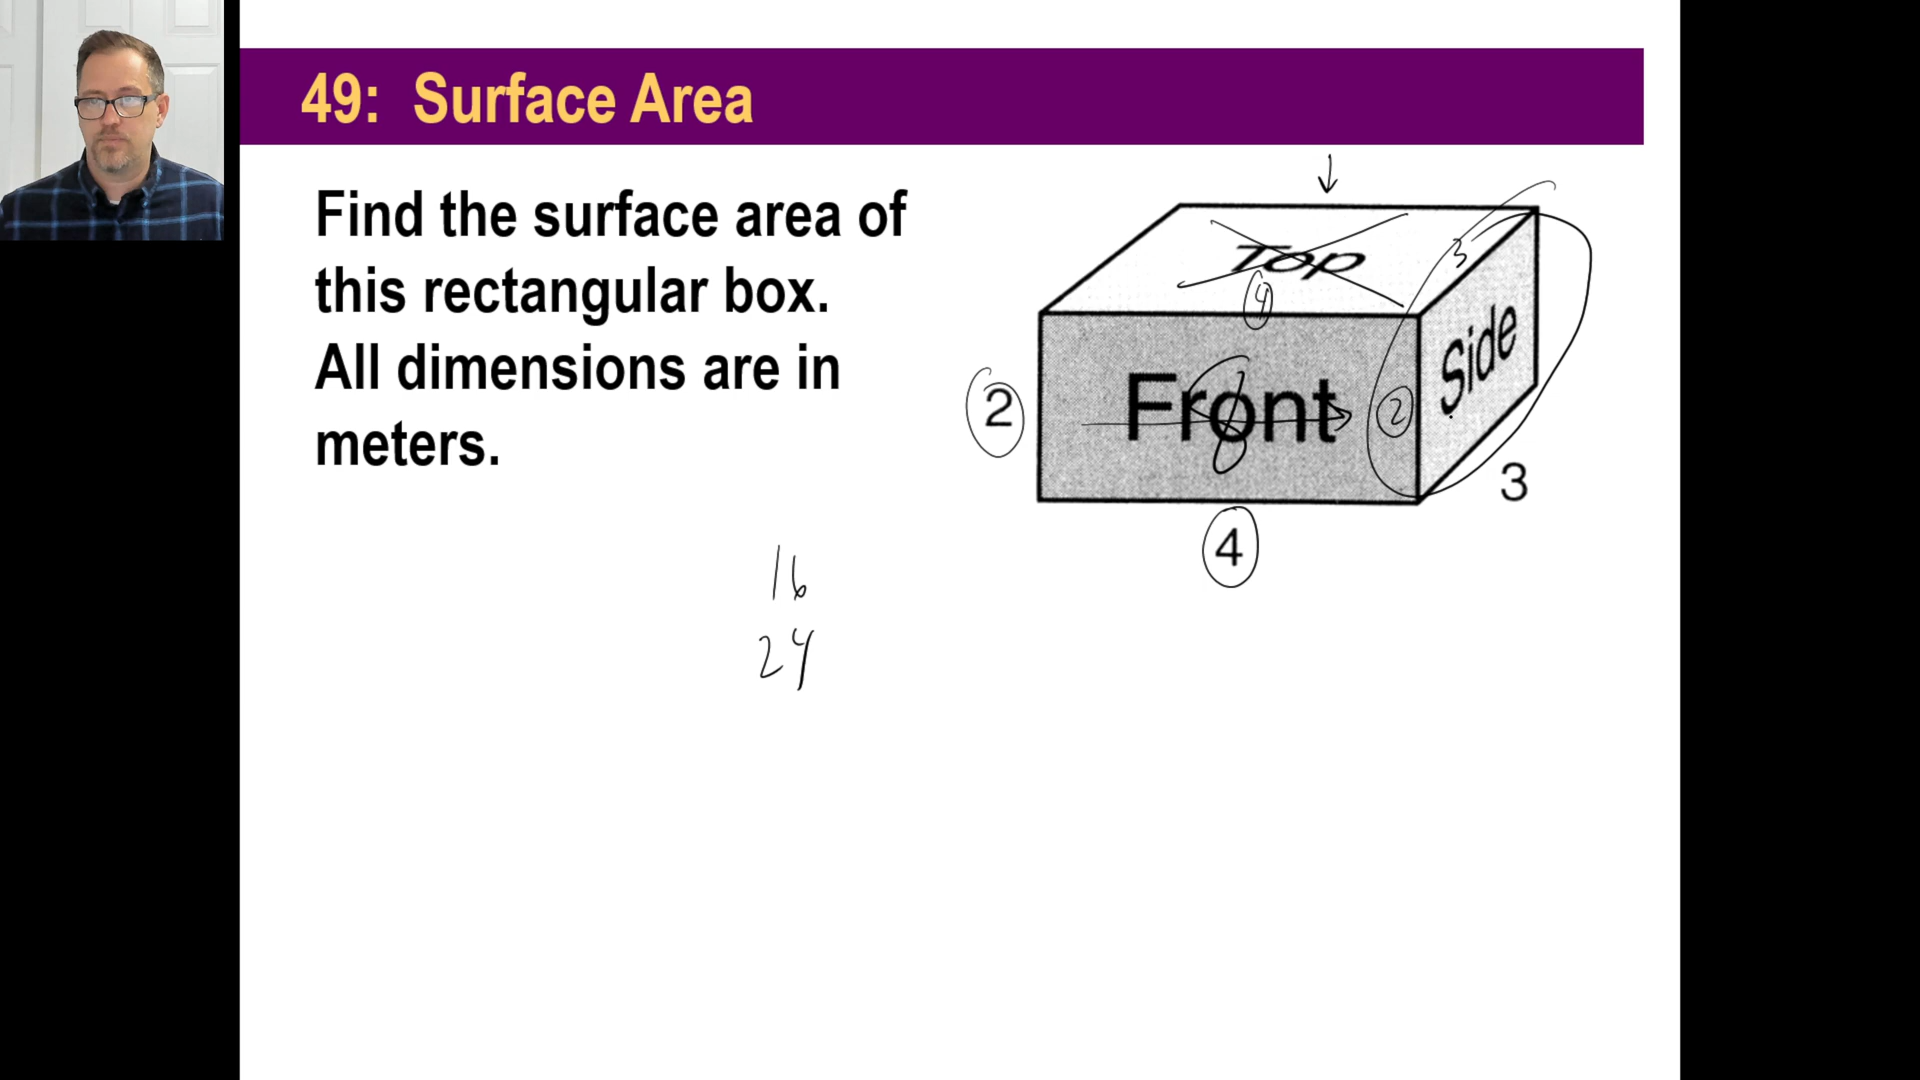 49: Surface Area
Find the surface area of
this rectangular box.
All dimensions are in
meters.
Top
3
4
Side
Front
8
2
2
3
4
16
24